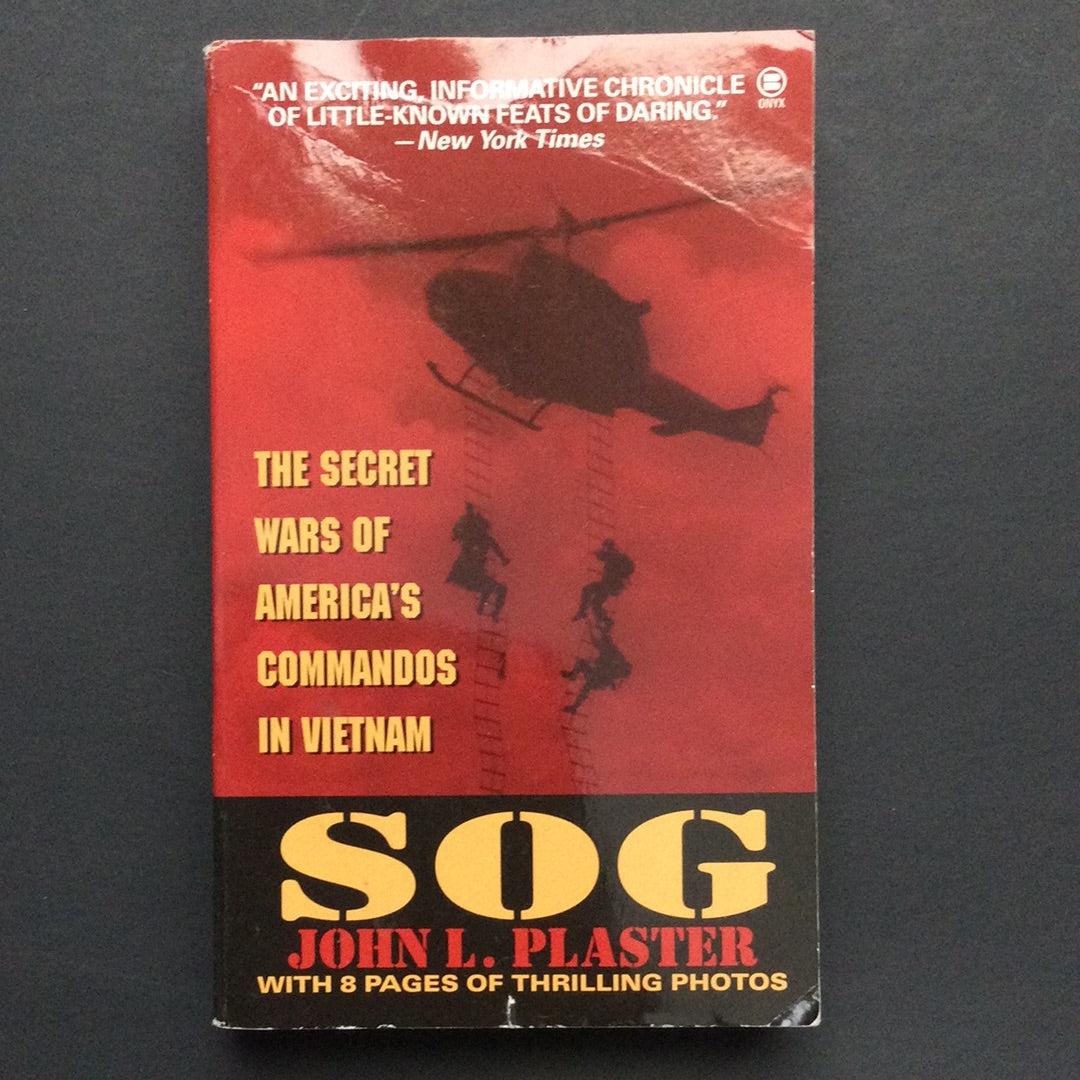 "AN EXCITING, INFORMATIVE CHRONICLE
OF LITTLE-KNOWN FEATS OF DARING."
—New York Times
ONYX
THE SECRET
WARS OF
AMERICA'S
COMMANDOS
IN VIETNAM
SOG
JOHN L. PLASTER
WITH 8 PAGES OF THRILLING PHOTOS